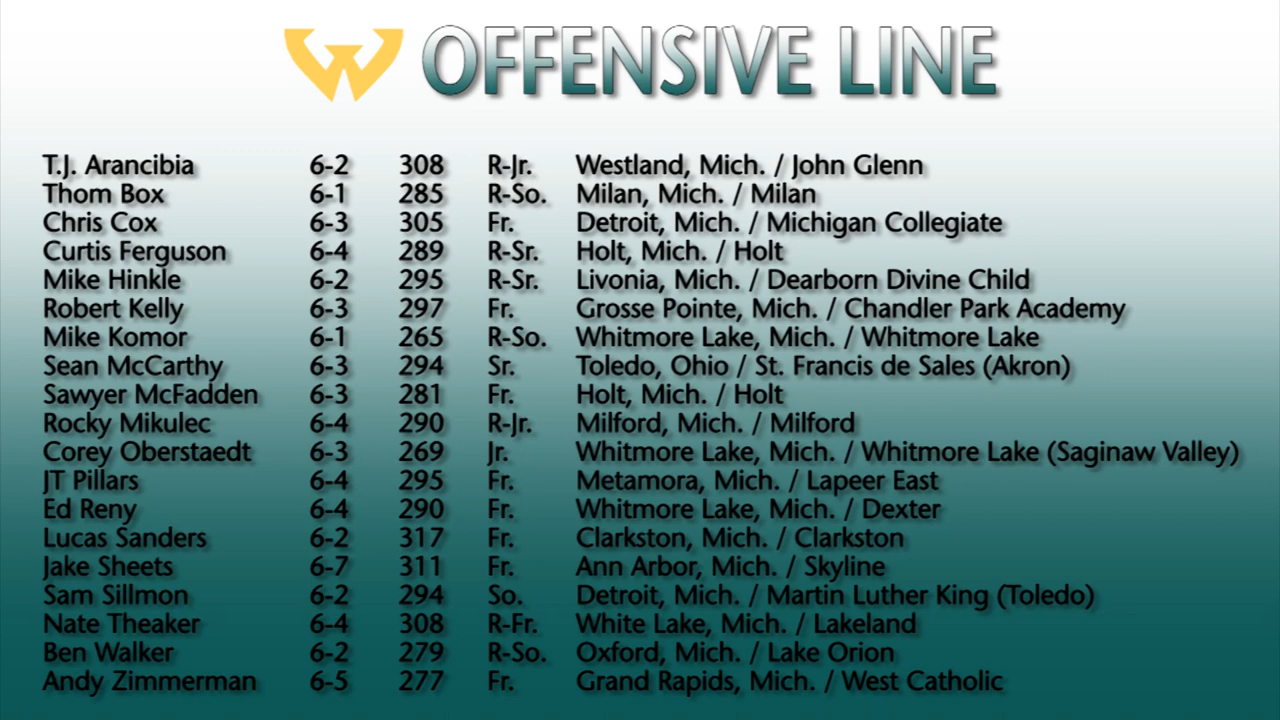 W OFFENSIVE LINE
T.J. Arancibia 6-2 308 R-Jr. Westland, Mich. / John Glenn
Thom Box 6-1 285 R-So. Milan, Mich. / Milan
Chris Cox 6-3 305 Fr. Detroit, Mich. / Michigan Collegiate
Curtis Ferguson 6-4 289 R-Sr. Holt, Mich. / Holt
Mike Hinkle 6-2 295 R-Sr. Livonia, Mich. / Dearborn Divine Child
Robert Kelly 6-3 297 Fr. Grosse Pointe, Mich. / Chandler Park Academy
Mike Komor 6-1 265 R-So. Whitmore Lake, Mich. / Whitmore Lake
Sean McCarthy 6-3 294 Sr. Toledo, Ohio / St. Francis de Sales (Akron)
Sawyer McFadden 6-3 281 Fr. Holt, Mich. / Holt
Rocky Mikulec 6-4 290 R-Jr. Milford, Mich. / Milford
Corey Oberstaedt 6-3 269 Jr. Whitmore Lake, Mich. / Whitmore Lake (Saginaw Valley)
JT Pillars 6-4 295 Fr. Metamora, Mich. / Lapeer East
Ed Reny 6-4 290 Fr. Whitmore Lake, Mich. / Dexter
Lucas Sanders 6-2 317 Fr. Clarkston, Mich. / Clarkston
Jake Sheets 6-7 311 Fr. Ann Arbor, Mich. / Skyline
Sam Sillmon 6-2 294 So. Detroit, Mich. / Martin Luther King (Toledo)
Nate Theaker 6-4 308 R-Fr. White Lake, Mich. / Lakeland
Ben Walker 6-2 279 R-So. Oxford, Mich. / Lake Orion
Andy Zimmerman 6-5 277 Fr. Grand Rapids, Mich. / West Catholic